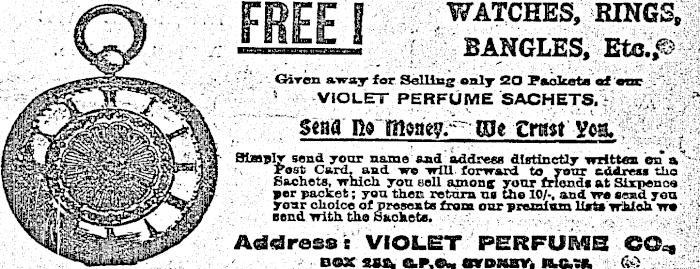 FREE !
WATCHES, RINGS,
BANGLES, Etc.,
Given away for Selling only 20 Packets of our
VIOLET PERFUME SACHETS.
Send No Money. We Trust You.
Simply send your name and address distinctly written on a
Post Card, and we will forward to your address the
Sachets, which you sell among your friends at Sixpence
per packet; you then return us the 10/-, and we send you
your choice of presents from our premium lists which we
send with the Sachets.
Address: VIOLET PERFUME CO.,
BOX 252, G.P.O., SYDNEY, N.S.W.